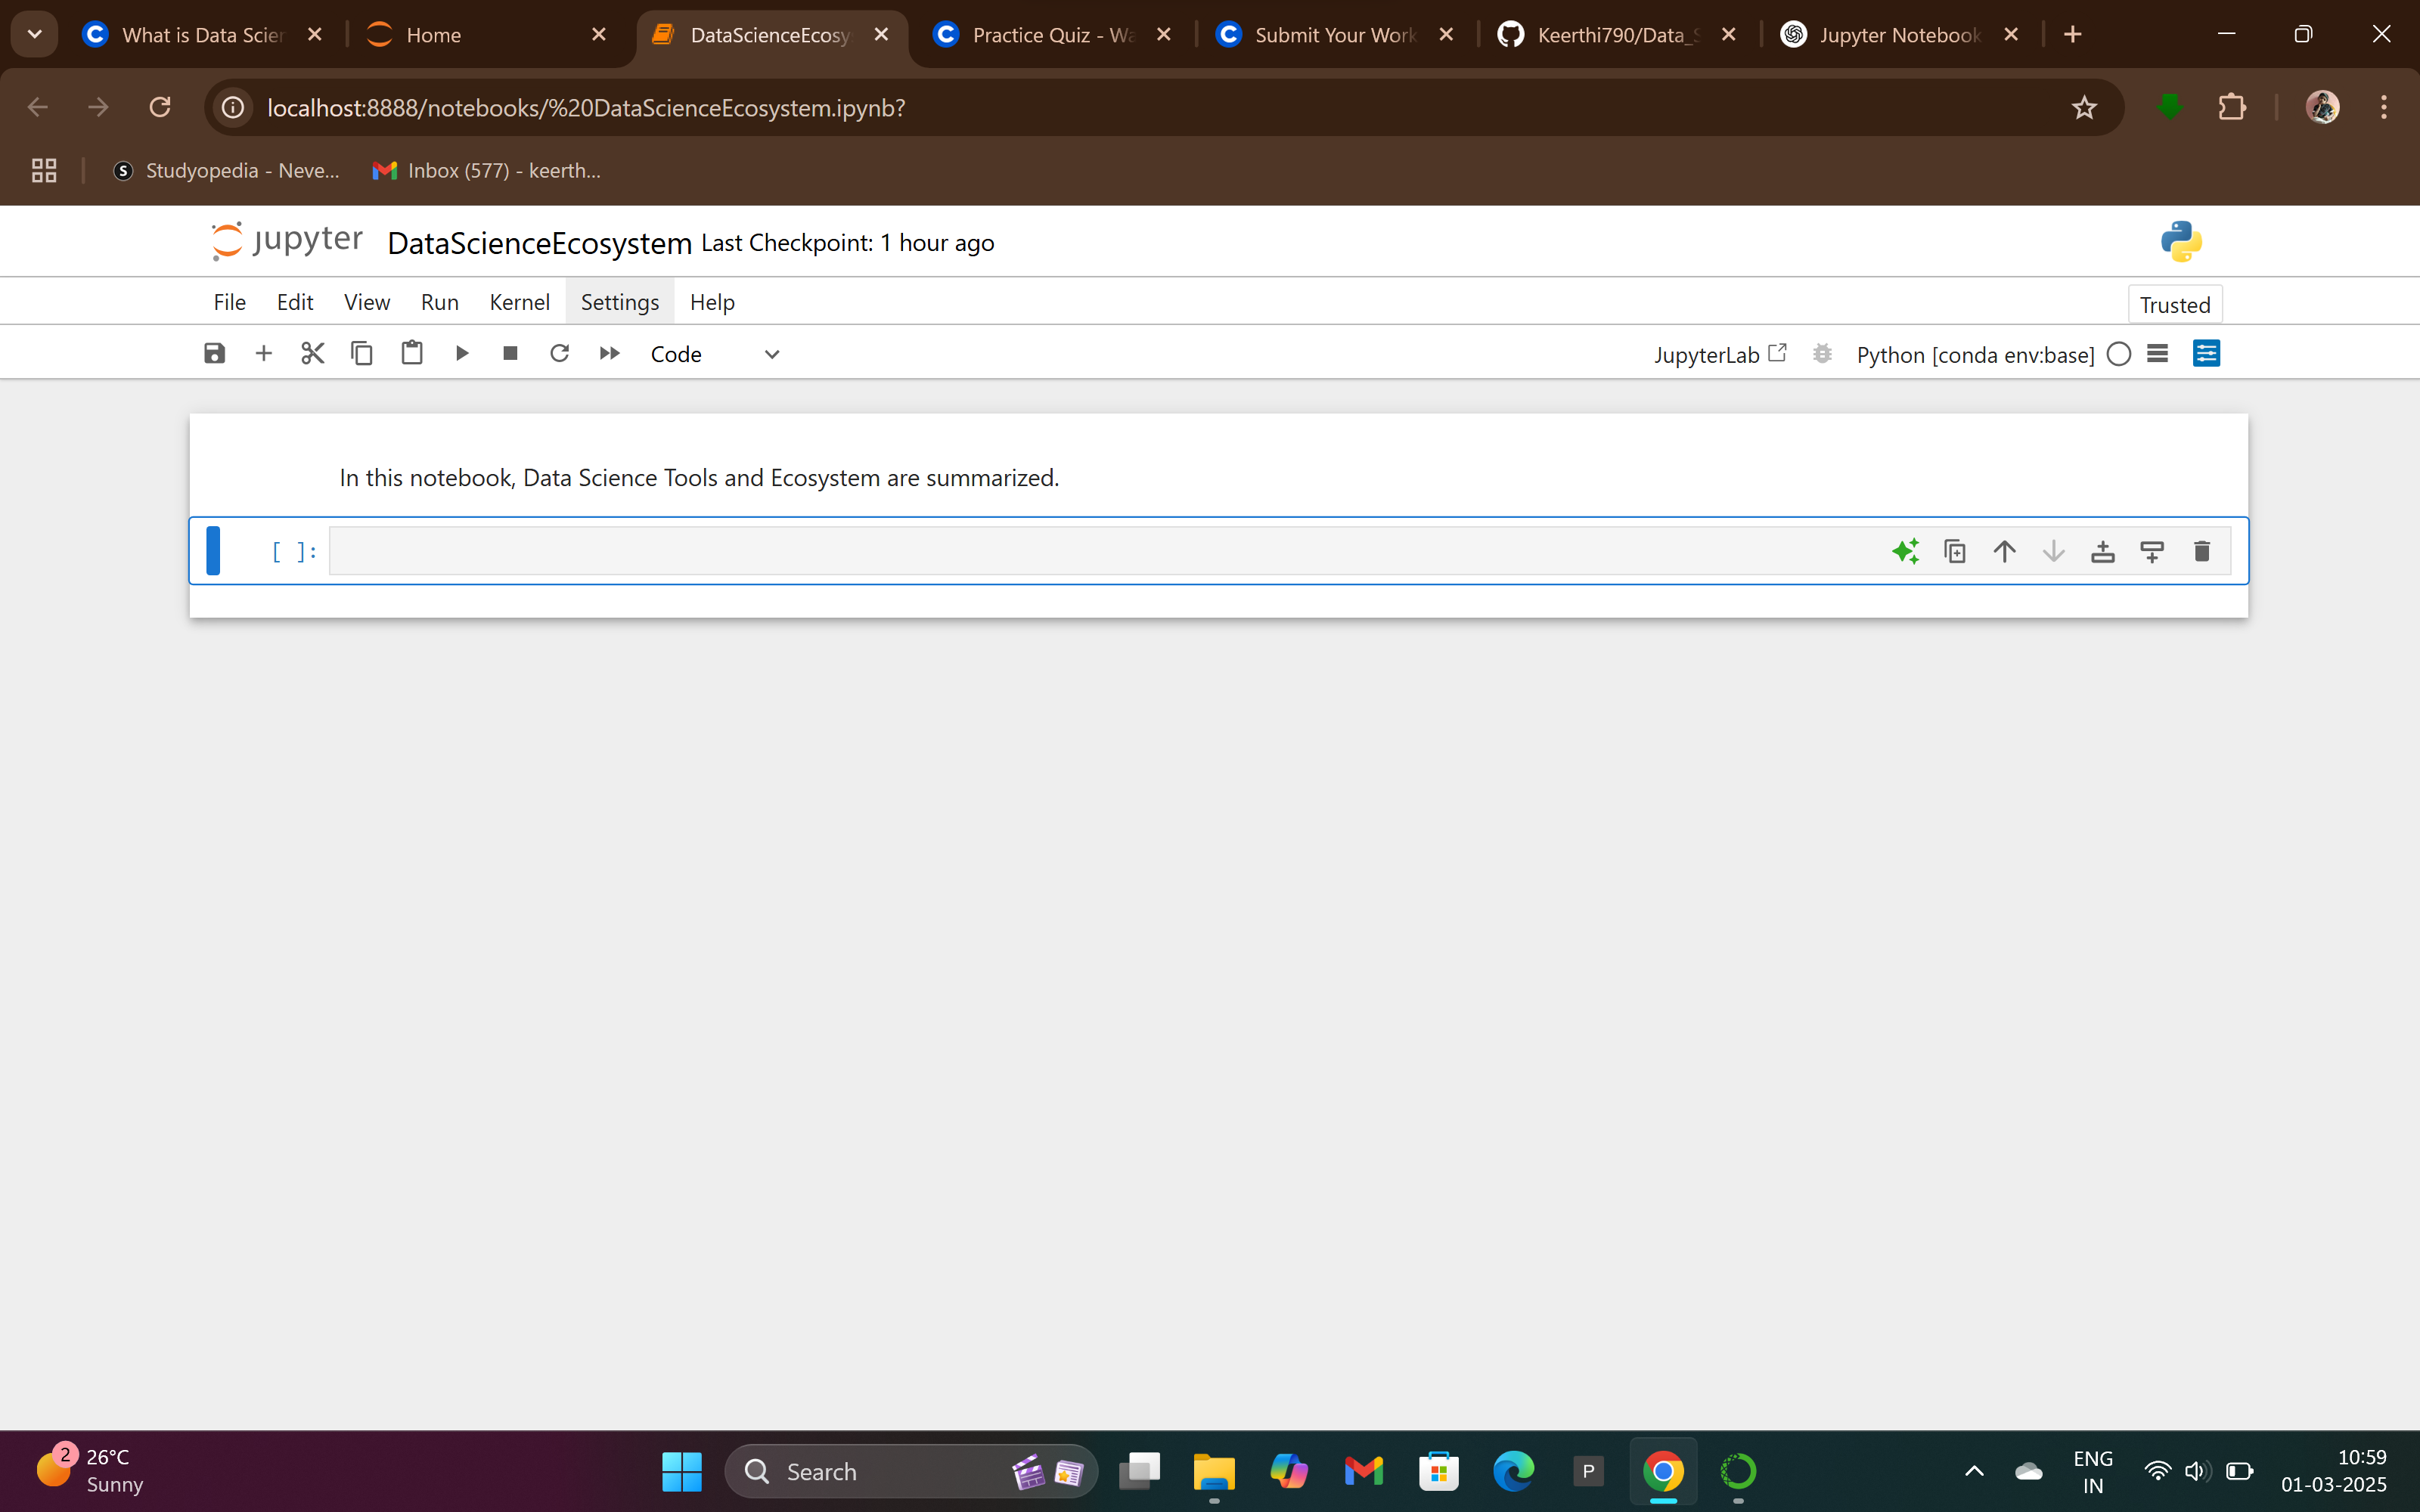 What is Data Scier
Home
DataScienceEcosy
Practice Quiz - Wa
Submit Your Work
Keerthi790/Data_S
Jupyter Notebook
localhost:8888/notebooks/%20DataScienceEcosystem.ipynb?
Studyopedia - Neve...
Inbox (577) - keerth...
jupyter DataScienceEcosystem Last Checkpoint: 1 hour ago
File Edit View Run Kernel Settings Help
Trusted
Code
JupyterLab
Python [conda env:base]
In this notebook, Data Science Tools and Ecosystem are summarized.
[ ]:
2
26°C
Sunny
Search
P
ENG
IN
10:59
01-03-2025